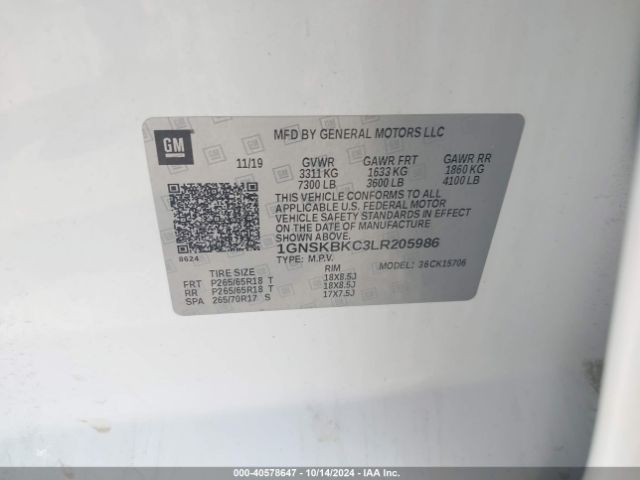 GM
MFD BY GENERAL MOTORS LLC
11/19 GVWR GAWR FRT GAWR RR
3311 KG 1633 KG 1860 KG
7300 LB 3600 LB 4100 LB
THIS VEHICLE CONFORMS TO ALL
APPLICABLE U.S. FEDERAL MOTOR
VEHICLE SAFETY STANDARDS IN EFFECT
ON THE DATE OF MANUFACTURE
SHOWN ABOVE.
8624
1GNSKBKC3LR205986
TYPE: M.P.V. MODEL: 36CK15706
TIRE SIZE RIM
FRT P265/65R18 T 18X8.5J
RR P265/65R18 T 18X8.5J
SPA 265/70R17 S 17X7.5J
000-40578647 - 10/14/2024 - IAA Inc.